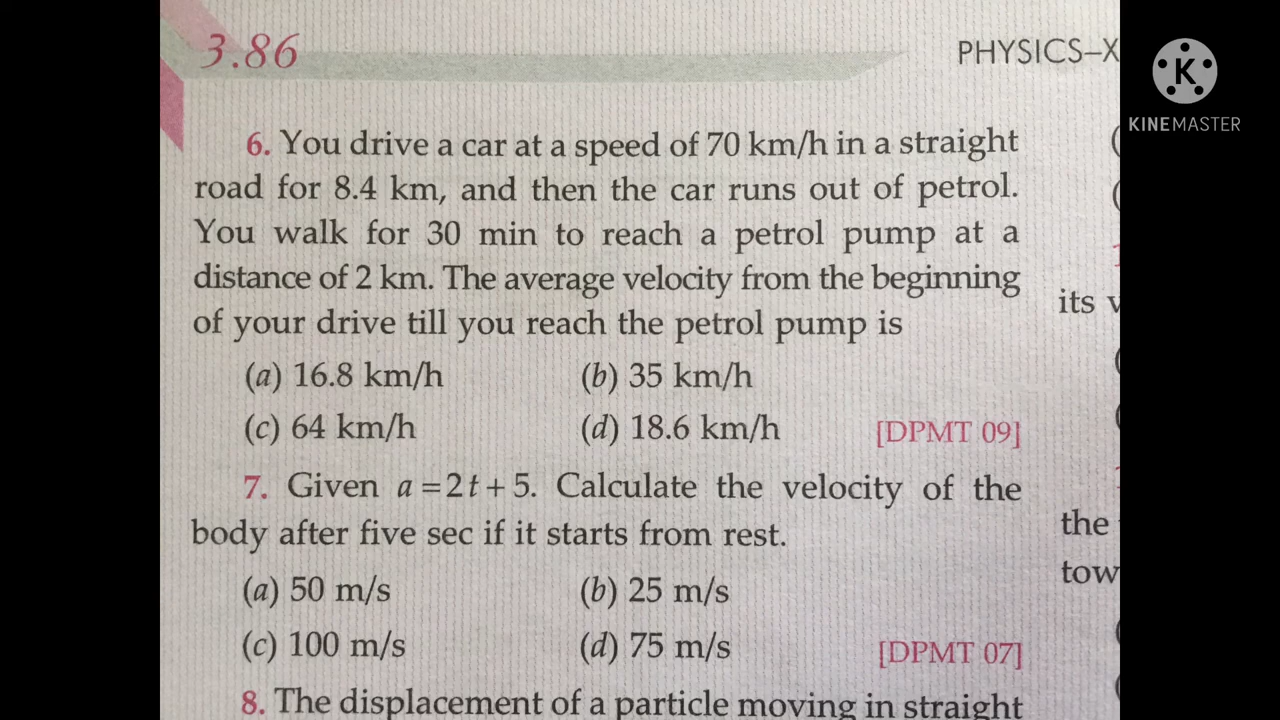 3.86
PHYSICS–X
KINEMASTER
6. You drive a car at a speed of 70 km/h in a straight
road for 8.4 km, and then the car runs out of petrol.
You walk for 30 min to reach a petrol pump at a
distance of 2 km. The average velocity from the beginning
of your drive till you reach the petrol pump is
(a) 16.8 km/h (b) 35 km/h
(c) 64 km/h (d) 18.6 km/h [DPMT 09]
7. Given a = 2t + 5. Calculate the velocity of the
body after five sec if it starts from rest.
(a) 50 m/s (b) 25 m/s
(c) 100 m/s (d) 75 m/s [DPMT 07]
8. The displacement of a particle moving in straight
its v
the
tow